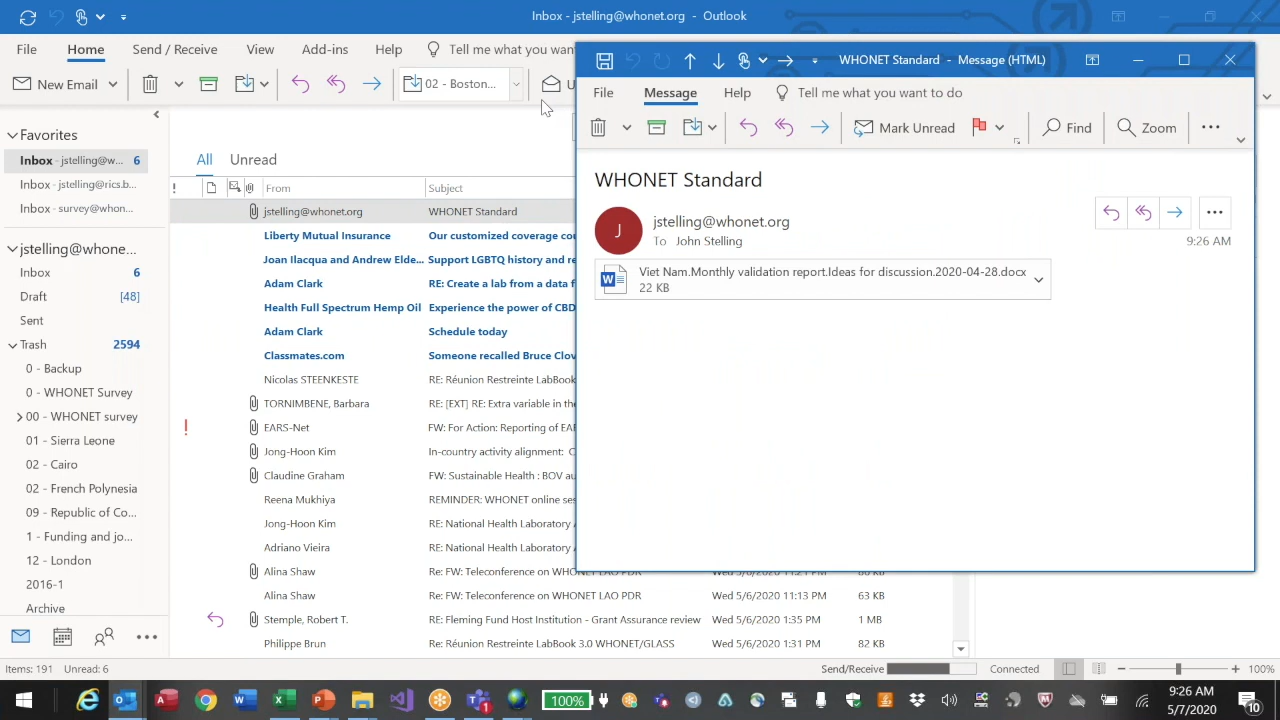 Inbox - jstelling@whonet.org - Outlook
File Home Send / Receive View Add-ins Help Tell me what you want
New Email 02 - Boston...
WHONET Standard - Message (HTML)
File Message Help Tell me what you want to do
Mark Unread Find Zoom
WHONET Standard
J
jstelling@whonet.org
To John Stelling
9:26 AM
Viet Nam.Monthly validation report.Ideas for discussion.2020-04-28.docx
22 KB
Favorites
Inbox - jstelling@w... 6
Inbox - jstelling@rics.b...
Inbox - survey@whon...
jstelling@whone...
Inbox 6
Draft [48]
Sent
Trash 2594
0 - Backup
0 - WHONET Survey
00 - WHONET survey
01 - Sierra Leone
02 - Cairo
02 - French Polynesia
09 - Republic of Co...
1 - Funding and jo...
12 - London
2016-1
Archive
All Unread
From Subject
jstelling@whonet.org WHONET Standard
Liberty Mutual Insurance Our customized coverage
Joan Ilacqua and Andrew Elde... Support LGBTQ history and
Adam Clark RE: Create a lab from a data
Health Full Spectrum Hemp Oil Experience the power of CBD
Adam Clark Schedule today
Classmates.com Someone recalled Bruce
Nicolas STEENKESTE RE: Réunion Restreinte LabBook
TORNIMBENE, Barbara RE: [EXT] RE: Extra variable in the
EARS-Net FW: For Action: Reporting of
Jong-Hoon Kim In-country activity alignment:
Claudine Graham FW: Sustainable Health : BOV
Reena Mukhiya REMINDER: WHONET online
Jong-Hoon Kim RE: National Health Laboratory
Adriano Vieira RE: National Health Laboratory
Alina Shaw RE: FW: Teleconference on WHONET LAO PDR Wed 5/6/2020 11:21 PM 86 KB
Alina Shaw RE: FW: Teleconference on WHONET LAO PDR Wed 5/6/2020 11:13 PM 63 KB
Stemple, Robert T. RE: Fleming Fund Host Institution - Grant Assurance review Wed 5/6/2020 1:35 PM 1 MB
Philippe Brun RE: Réunion Restreinte LabBook 3.0 WHONET/GLASS Wed 5/6/2020 1:31 PM 82 KB
Items: 191 Unread: 6 Send/Receive Connected 100%
100% 9:26 AM
5/7/2020
10